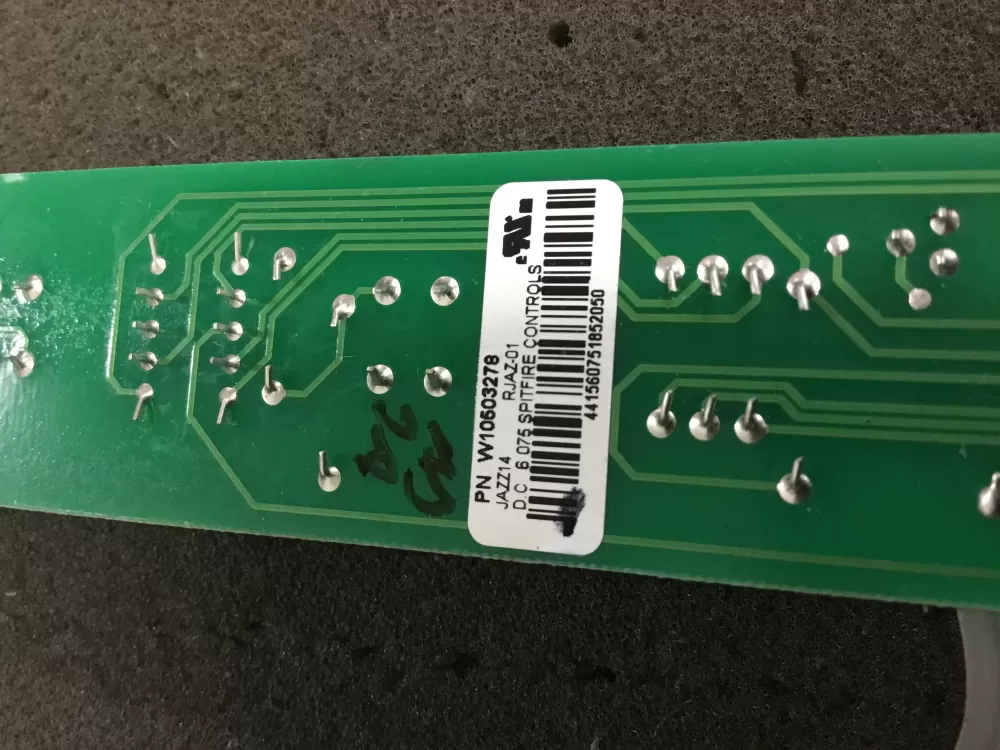 PN W10503278
JAZZ14 RJAZ-01
D.C 6 075 SPITFIRE CONTROLS
441560751852050